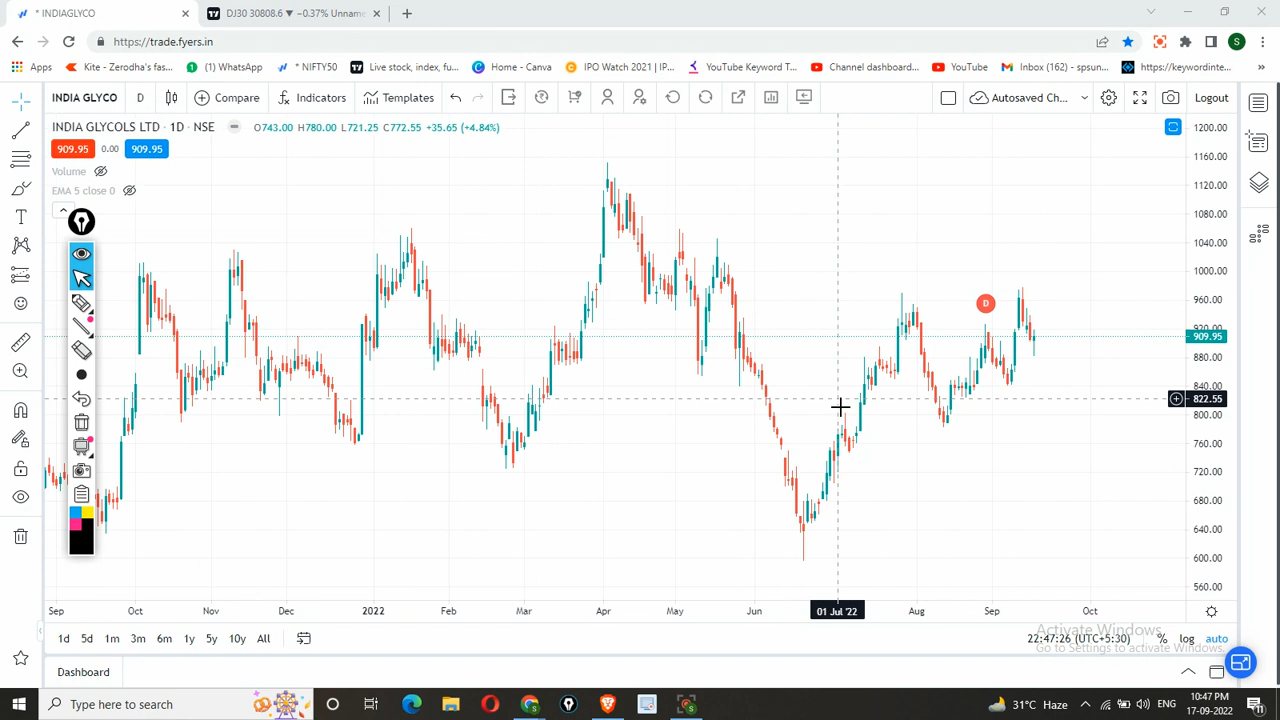 * INDIAGLYCO
DJ30 30808.6 ▼ −0.37% Unname
https://trade.fyers.in
Apps
Kite - Zerodha's fas...
(1) WhatsApp
* NIFTY50
Live stock, index, fu...
Home - Canva
IPO Watch 2021 | IP...
YouTube Keyword T...
Channel dashboard...
YouTube
Inbox (162) - spsun...
https://keywordinte...
»
INDIA GLYCO
D
Compare
Indicators
Templates
Autosaved Ch...
Logout
INDIA GLYCOLS LTD · 1D · NSE
O743.00 H780.00 L721.25 C772.55 +35.65 (+4.84%)
909.95 0.00 909.95
Volume
EMA 5 close 0
D
1200.00
1160.00
1120.00
1080.00
1040.00
1000.00
960.00
920.00
909.95
880.00
840.00
822.55
800.00
760.00
720.00
680.00
640.00
600.00
560.00
Sep Oct Nov Dec 2022 Feb Mar Apr May Jun 01 Jul '22 Aug Sep Oct
1d 5d 1m 3m 6m 1y 5y 10y All
22:47:26 (UTC+5:30) % log auto
Activate Windows
Go to Settings to activate Windows.
Dashboard
Type here to search
31°C Haze
ENG
10:47 PM
17-09-2022